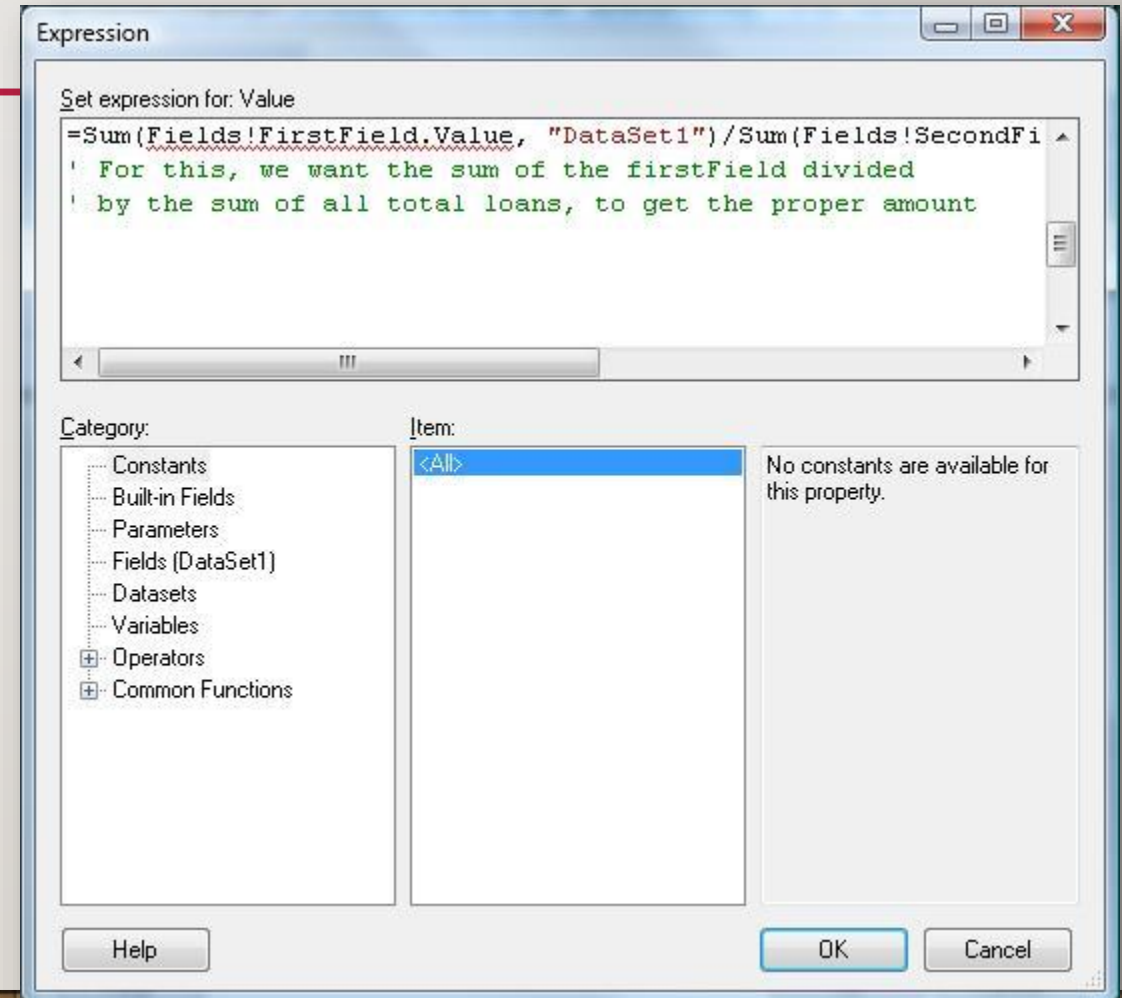 Expression
Set expression for: Value
=Sum(Fields!FirstField.Value, "DataSet1")/Sum(Fields!SecondFi
' For this, we want the sum of the firstField divided
' by the sum of all total loans, to get the proper amount
Category:
Constants
Built-in Fields
Parameters
Fields (DataSet1)
Datasets
Variables
Operators
Common Functions
Item:
<All>
No constants are available for
this property.
Help
OK
Cancel